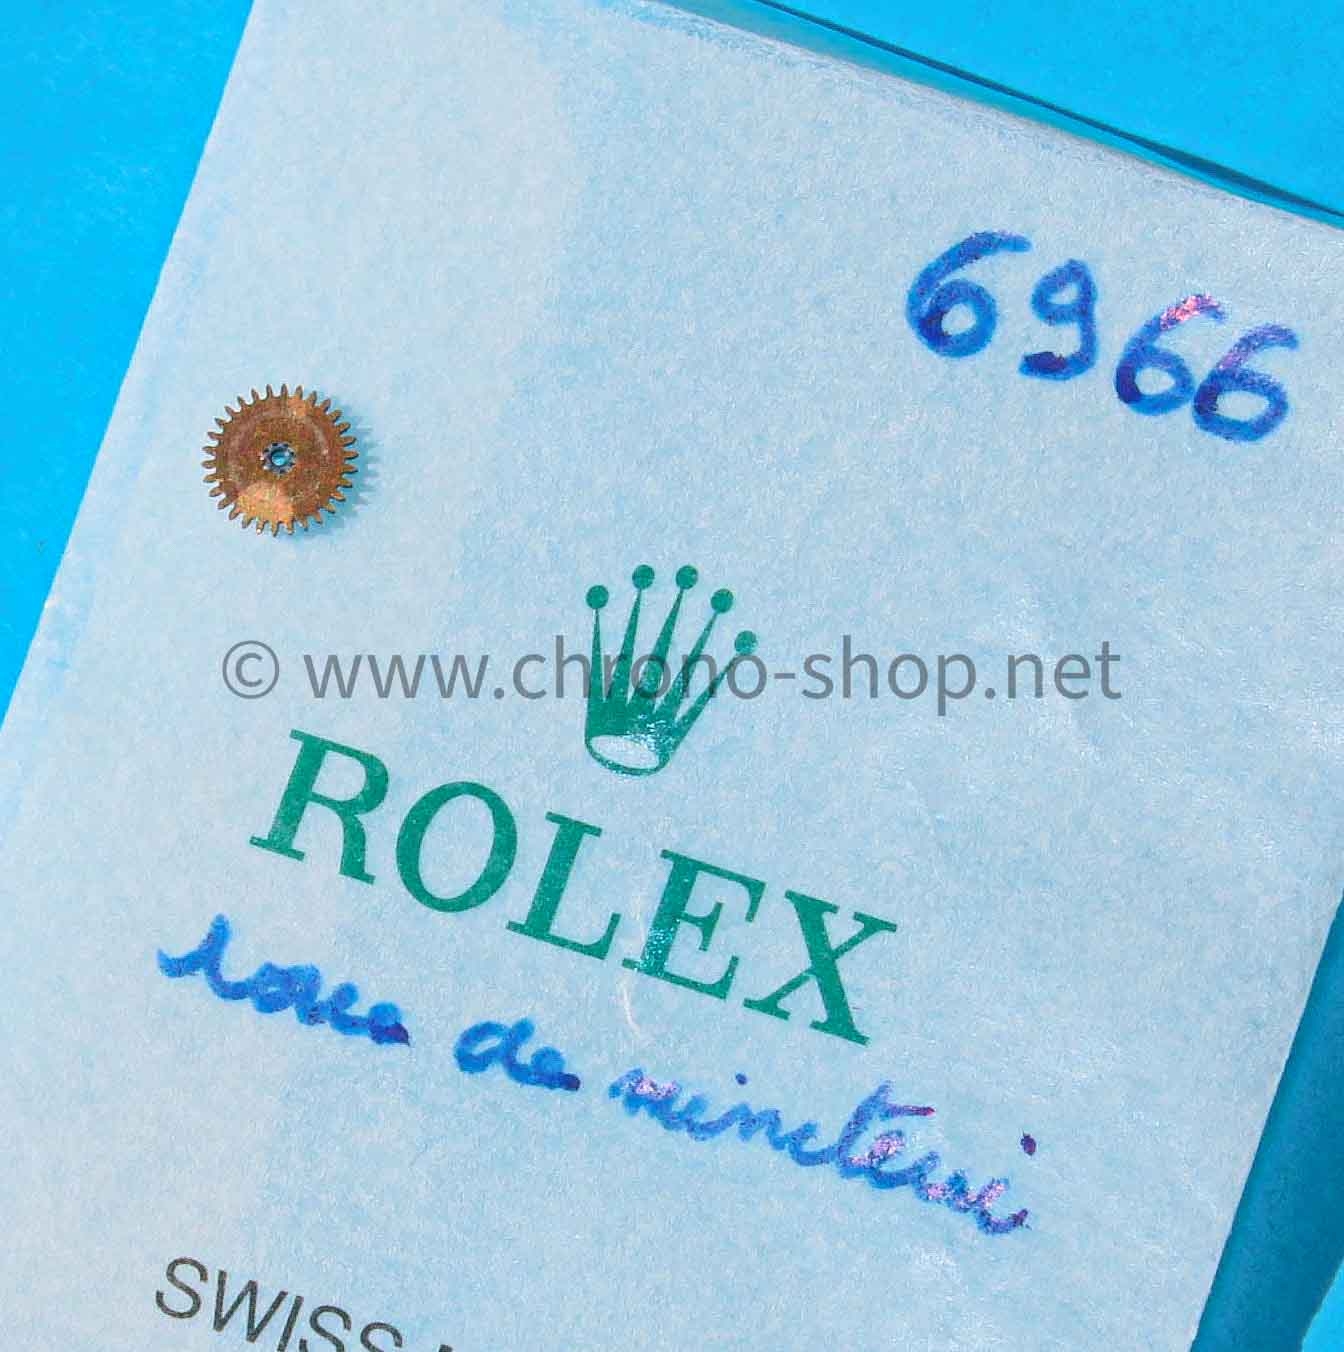 6966
© www.chrono-shop.net
ROLEX
roue de minuterie
SWISS